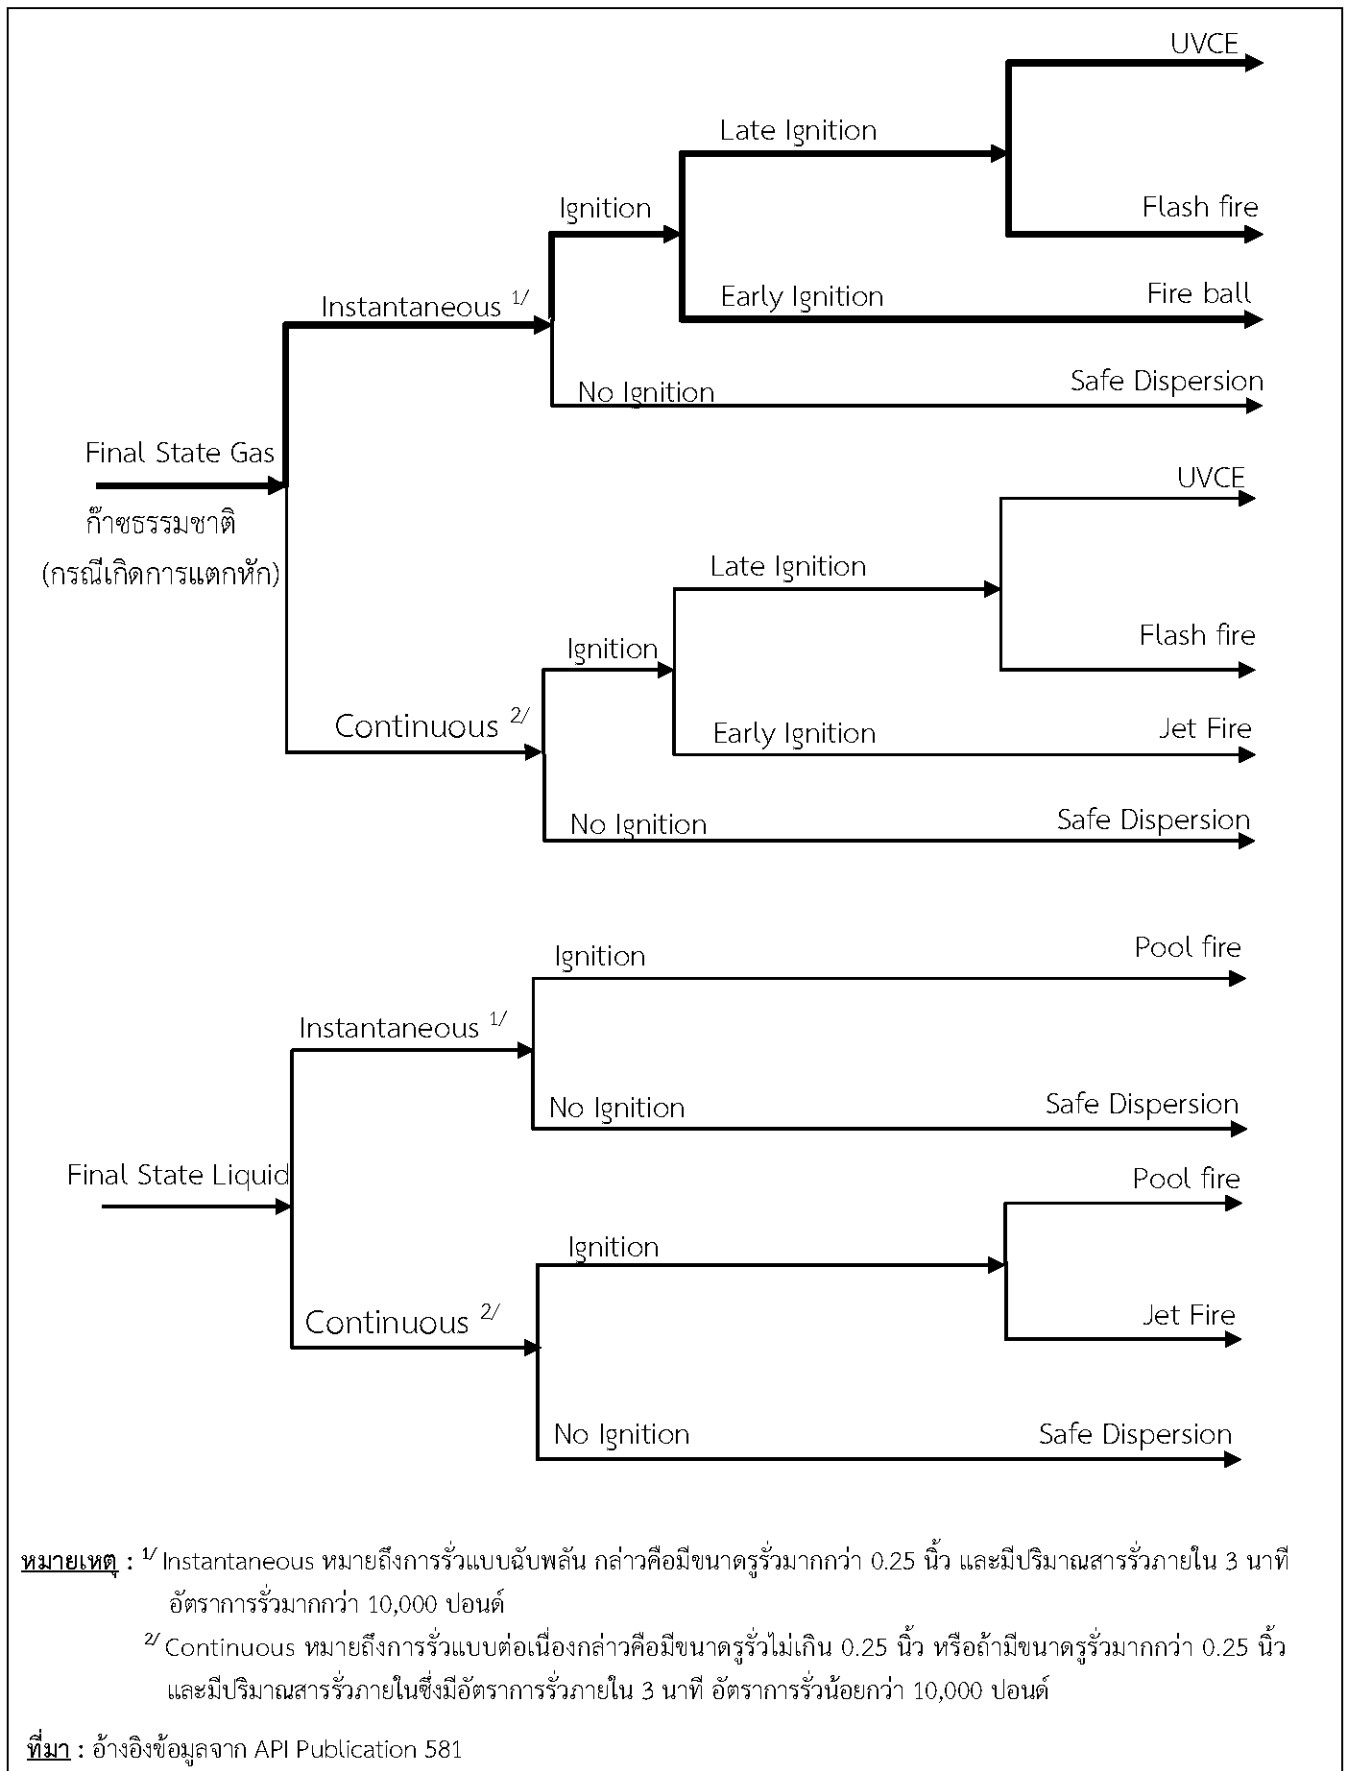 UVCE
Late Ignition
Flash fire
Ignition
Early Ignition
Fire ball
Instantaneous 1/
No Ignition
Safe Dispersion
Final State Gas
ก๊าซธรรมชาติ
(กรณีเกิดการแตกหัก)
UVCE
Late Ignition
Flash fire
Ignition
Early Ignition
Jet Fire
Continuous 2/
No Ignition
Safe Dispersion
Ignition
Pool fire
Instantaneous 1/
No Ignition
Safe Dispersion
Final State Liquid
Pool fire
Ignition
Jet Fire
Continuous 2/
No Ignition
Safe Dispersion
หมายเหตุ : 1/ Instantaneous หมายถึงการรั่วแบบฉับพลัน กล่าวคือมีขนาดรูรั่วมากกว่า 0.25 นิ้ว และมีปริมาณสารรั่วภายใน 3 นาที
อัตราการรั่วมากกว่า 10,000 ปอนด์
2/ Continuous หมายถึงการรั่วแบบต่อเนื่องกล่าวคือมีขนาดรูรั่วไม่เกิน 0.25 นิ้ว หรือถ้ามีขนาดรูรั่วมากกว่า 0.25 นิ้ว
และมีปริมาณสารรั่วภายในซึ่งมีอัตราการรั่วภายใน 3 นาที อัตราการรั่วน้อยกว่า 10,000 ปอนด์
ที่มา : อ้างอิงข้อมูลจาก API Publication 581